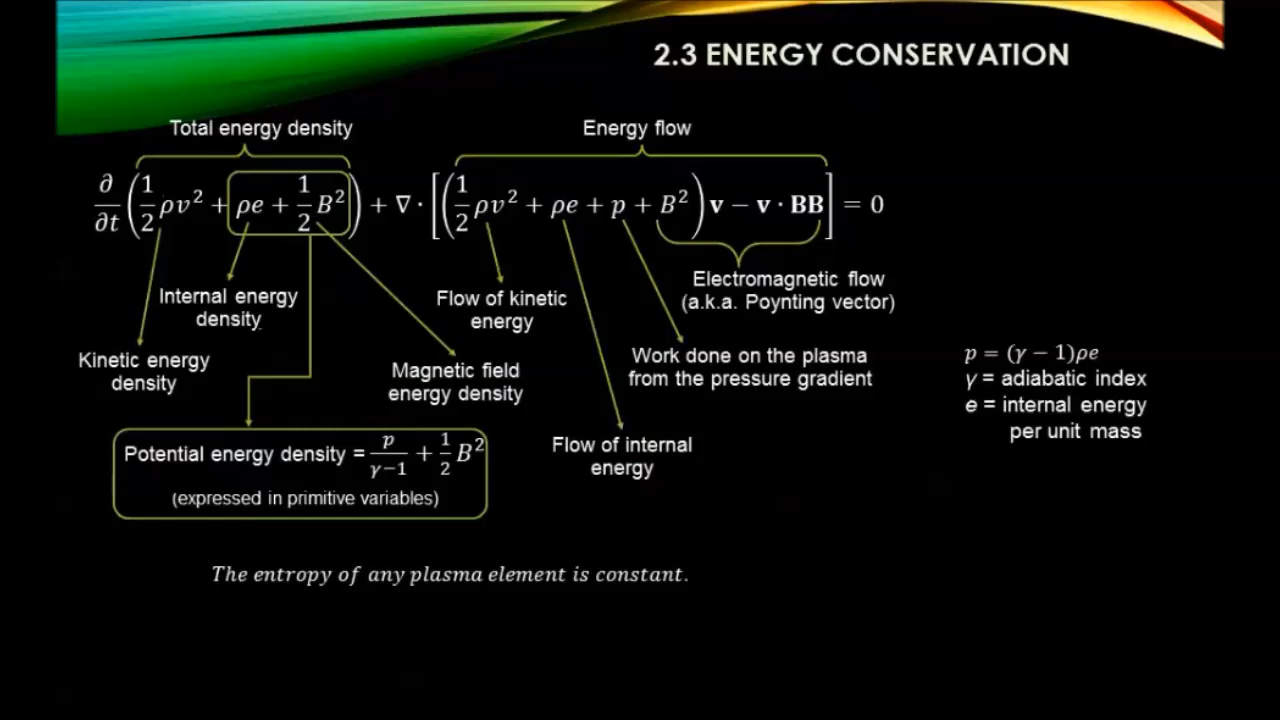 2.3 ENERGY CONSERVATION
Total energy density
Energy flow
∂/∂t (1/2 ρv² + ρe + 1/2 B²) + ∇ · [(1/2 ρv² + ρe + p + B²) v − v · BB] = 0
Electromagnetic flow
(a.k.a. Poynting vector)
Internal energy
density
Flow of kinetic
energy
Kinetic energy
density
Magnetic field
energy density
Work done on the plasma
from the pressure gradient
p = (γ − 1)ρe
γ = adiabatic index
e = internal energy
per unit mass
Potential energy density = p/(γ−1) + 1/2 B²
(expressed in primitive variables)
Flow of internal
energy
The entropy of any plasma element is constant.